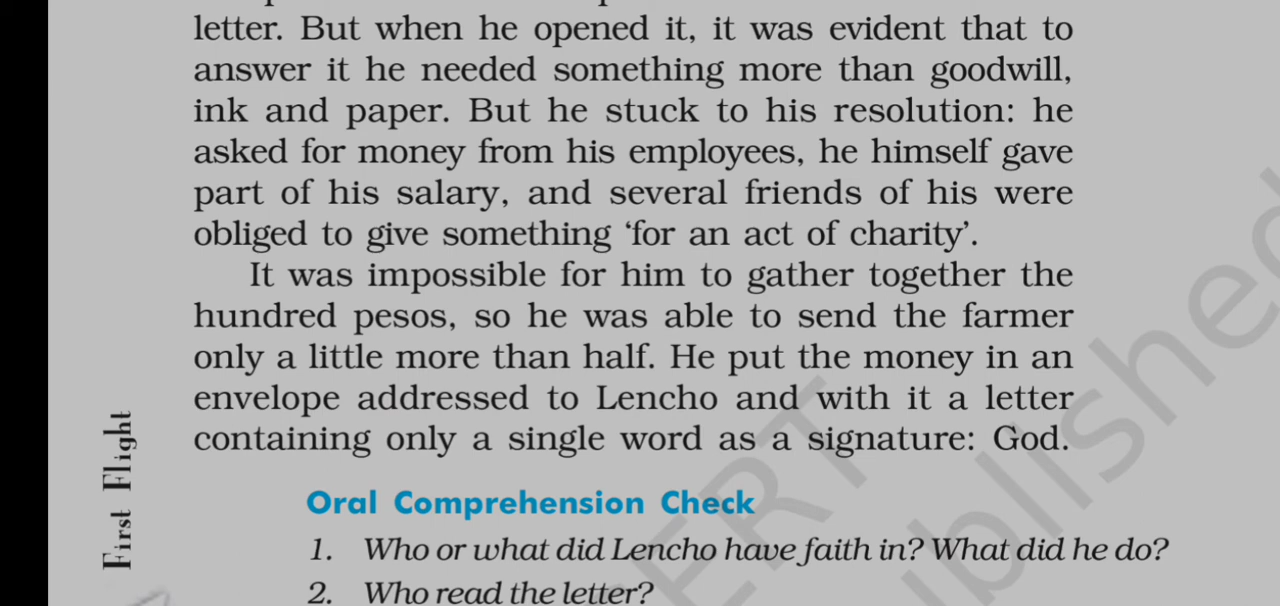 letter. But when he opened it, it was evident that to
answer it he needed something more than goodwill,
ink and paper. But he stuck to his resolution: he
asked for money from his employees, he himself gave
part of his salary, and several friends of his were
obliged to give something ‘for an act of charity’.
It was impossible for him to gather together the
hundred pesos, so he was able to send the farmer
only a little more than half. He put the money in an
envelope addressed to Lencho and with it a letter
containing only a single word as a signature: God.
First Flight
Oral Comprehension Check
1. Who or what did Lencho have faith in? What did he do?
2. Who read the letter?